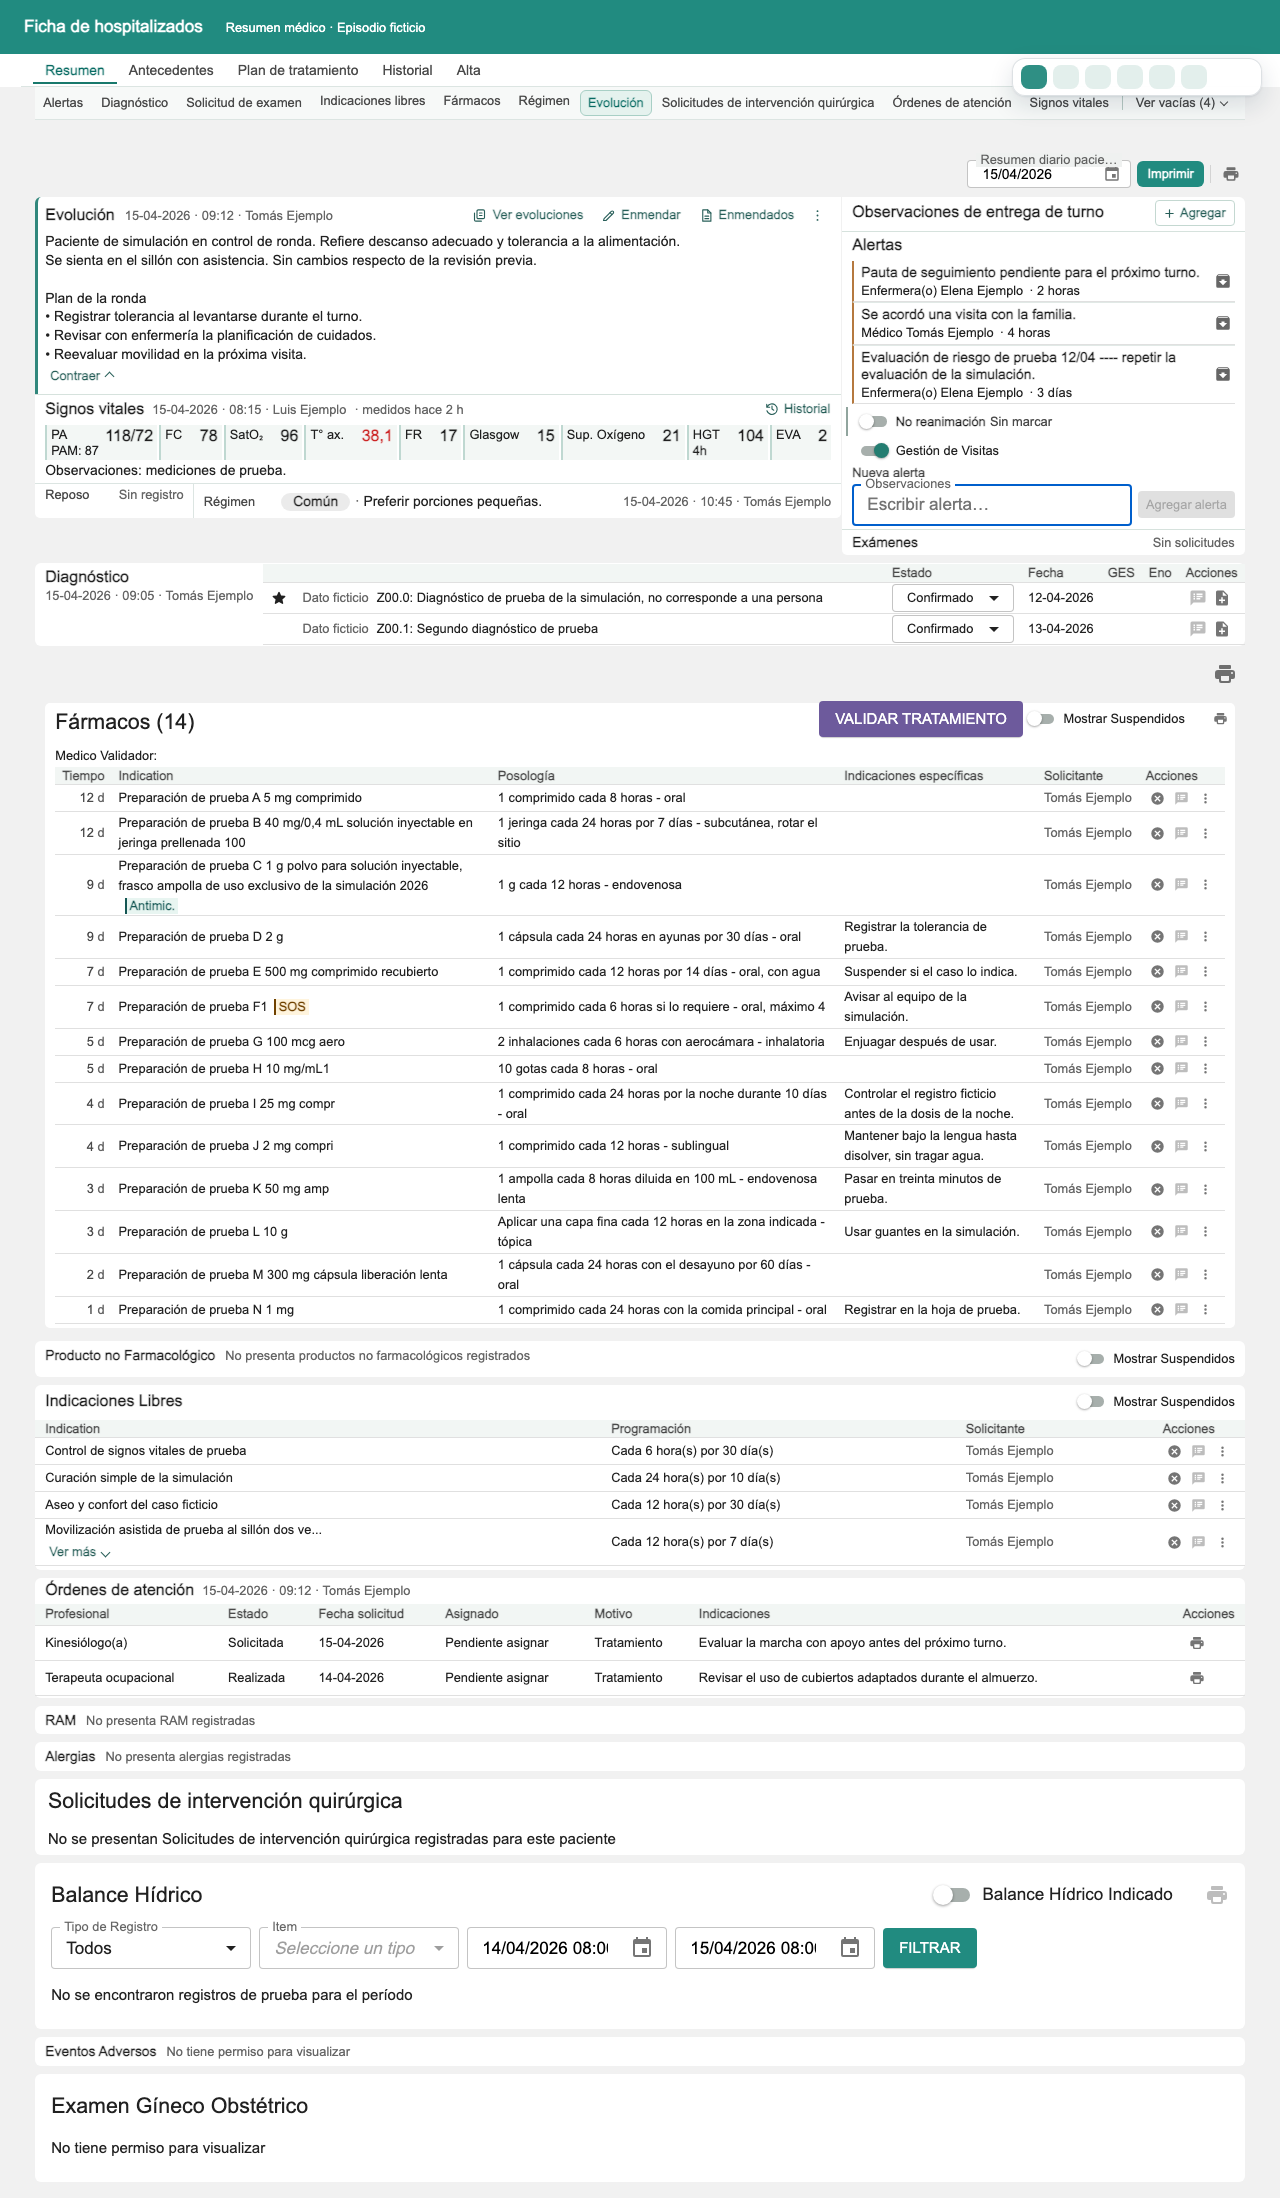 Ficha de hospitalizados Resumen médico · Episodio ficticio
Resumen Antecedentes Plan de tratamiento Historial Alta
Alertas Diagnóstico Solicitud de examen Indicaciones libres Fármacos Régimen Evolución Solicitudes de intervención quirúrgica Órdenes de atención Signos vitales Ver vacías (4)
Resumen diario pacie...
15/04/2026 Imprimir
Evolución 15-04-2026 · 09:12 · Tomás Ejemplo Ver evoluciones Enmendar Enmendados
Paciente de simulación en control de ronda. Refiere descanso adecuado y tolerancia a la alimentación.
Se sienta en el sillón con asistencia. Sin cambios respecto de la revisión previa.
Plan de la ronda
• Registrar tolerancia al levantarse durante el turno.
• Revisar con enfermería la planificación de cuidados.
• Reevaluar movilidad en la próxima visita.
Contraer
Signos vitales 15-04-2026 · 08:15 · Luis Ejemplo · medidos hace 2 h Historial
PA 118/72 FC 78 SatO₂ 96 T° ax. 38,1 FR 17 Glasgow 15 Sup. Oxígeno 21 HGT 104 EVA 2
PAM: 87 4h
Observaciones: mediciones de prueba.
Reposo Sin registro Régimen Común · Preferir porciones pequeñas. 15-04-2026 · 10:45 · Tomás Ejemplo
Observaciones de entrega de turno + Agregar
Alertas
Pauta de seguimiento pendiente para el próximo turno.
Enfermera(o) Elena Ejemplo · 2 horas
Se acordó una visita con la familia.
Médico Tomás Ejemplo · 4 horas
Evaluación de riesgo de prueba 12/04 ---- repetir la
evaluación de la simulación.
Enfermera(o) Elena Ejemplo · 3 días
No reanimación Sin marcar
Gestión de Visitas
Nueva alerta
Observaciones
Escribir alerta... Agregar alerta
Exámenes Sin solicitudes
Diagnóstico
15-04-2026 · 09:05 · Tomás Ejemplo
Estado Fecha GES Eno Acciones
Dato ficticio Z00.0: Diagnóstico de prueba de la simulación, no corresponde a una persona Confirmado 12-04-2026
Dato ficticio Z00.1: Segundo diagnóstico de prueba Confirmado 13-04-2026
Fármacos (14) VALIDAR TRATAMIENTO Mostrar Suspendidos
Medico Validador:
Tiempo Indication Posología Indicaciones específicas Solicitante Acciones
12 d Preparación de prueba A 5 mg comprimido 1 comprimido cada 8 horas - oral Tomás Ejemplo
12 d Preparación de prueba B 40 mg/0,4 mL solución inyectable en jeringa prellenada 100 1 jeringa cada 24 horas por 7 días - subcutánea, rotar el sitio Tomás Ejemplo
9 d Preparación de prueba C 1 g polvo para solución inyectable, frasco ampolla de uso exclusivo de la simulación 2026 Antimic. 1 g cada 12 horas - endovenosa Tomás Ejemplo
9 d Preparación de prueba D 2 g 1 cápsula cada 24 horas en ayunas por 30 días - oral Registrar la tolerancia de prueba. Tomás Ejemplo
7 d Preparación de prueba E 500 mg comprimido recubierto 1 comprimido cada 12 horas por 14 días - oral, con agua Suspender si el caso lo indica. Tomás Ejemplo
7 d Preparación de prueba F1 SOS 1 comprimido cada 6 horas si lo requiere - oral, máximo 4 Avisar al equipo de la simulación. Tomás Ejemplo
5 d Preparación de prueba G 100 mcg aero 2 inhalaciones cada 6 horas con aerocámara - inhalatoria Enjuagar después de usar. Tomás Ejemplo
5 d Preparación de prueba H 10 mg/mL1 10 gotas cada 8 horas - oral Tomás Ejemplo
4 d Preparación de prueba I 25 mg compr 1 comprimido cada 24 horas por la noche durante 10 días - oral Controlar el registro ficticio antes de la dosis de la noche. Tomás Ejemplo
4 d Preparación de prueba J 2 mg compri 1 comprimido cada 12 horas - sublingual Mantener bajo la lengua hasta disolver, sin tragar agua. Tomás Ejemplo
3 d Preparación de prueba K 50 mg amp 1 ampolla cada 8 horas diluida en 100 mL - endovenosa lenta Pasar en treinta minutos de prueba. Tomás Ejemplo
3 d Preparación de prueba L 10 g Aplicar una capa fina cada 12 horas en la zona indicada - tópica Usar guantes en la simulación. Tomás Ejemplo
2 d Preparación de prueba M 300 mg cápsula liberación lenta 1 cápsula cada 24 horas con el desayuno por 60 días - oral Tomás Ejemplo
1 d Preparación de prueba N 1 mg 1 comprimido cada 24 horas con la comida principal - oral Registrar en la hoja de prueba. Tomás Ejemplo
Producto no Farmacológico No presenta productos no farmacológicos registrados Mostrar Suspendidos
Indicaciones Libres Mostrar Suspendidos
Indication Programación Solicitante Acciones
Control de signos vitales de prueba Cada 6 hora(s) por 30 día(s) Tomás Ejemplo
Curación simple de la simulación Cada 24 hora(s) por 10 día(s) Tomás Ejemplo
Aseo y confort del caso ficticio Cada 12 hora(s) por 30 día(s) Tomás Ejemplo
Movilización asistida de prueba al sillón dos ve... Cada 12 hora(s) por 7 día(s) Tomás Ejemplo
Ver más
Órdenes de atención 15-04-2026 · 09:12 · Tomás Ejemplo
Profesional Estado Fecha solicitud Asignado Motivo Indicaciones Acciones
Kinesiólogo(a) Solicitada 15-04-2026 Pendiente asignar Tratamiento Evaluar la marcha con apoyo antes del próximo turno.
Terapeuta ocupacional Realizada 14-04-2026 Pendiente asignar Tratamiento Revisar el uso de cubiertos adaptados durante el almuerzo.
RAM No presenta RAM registradas
Alergias No presenta alergias registradas
Solicitudes de intervención quirúrgica
No se presentan Solicitudes de intervención quirúrgica registradas para este paciente
Balance Hídrico Balance Hídrico Indicado
Tipo de Registro Item
Todos Seleccione un tipo 14/04/2026 08:00 15/04/2026 08:00 FILTRAR
No se encontraron registros de prueba para el período
Eventos Adversos No tiene permiso para visualizar
Examen Gíneco Obstétrico
No tiene permiso para visualizar